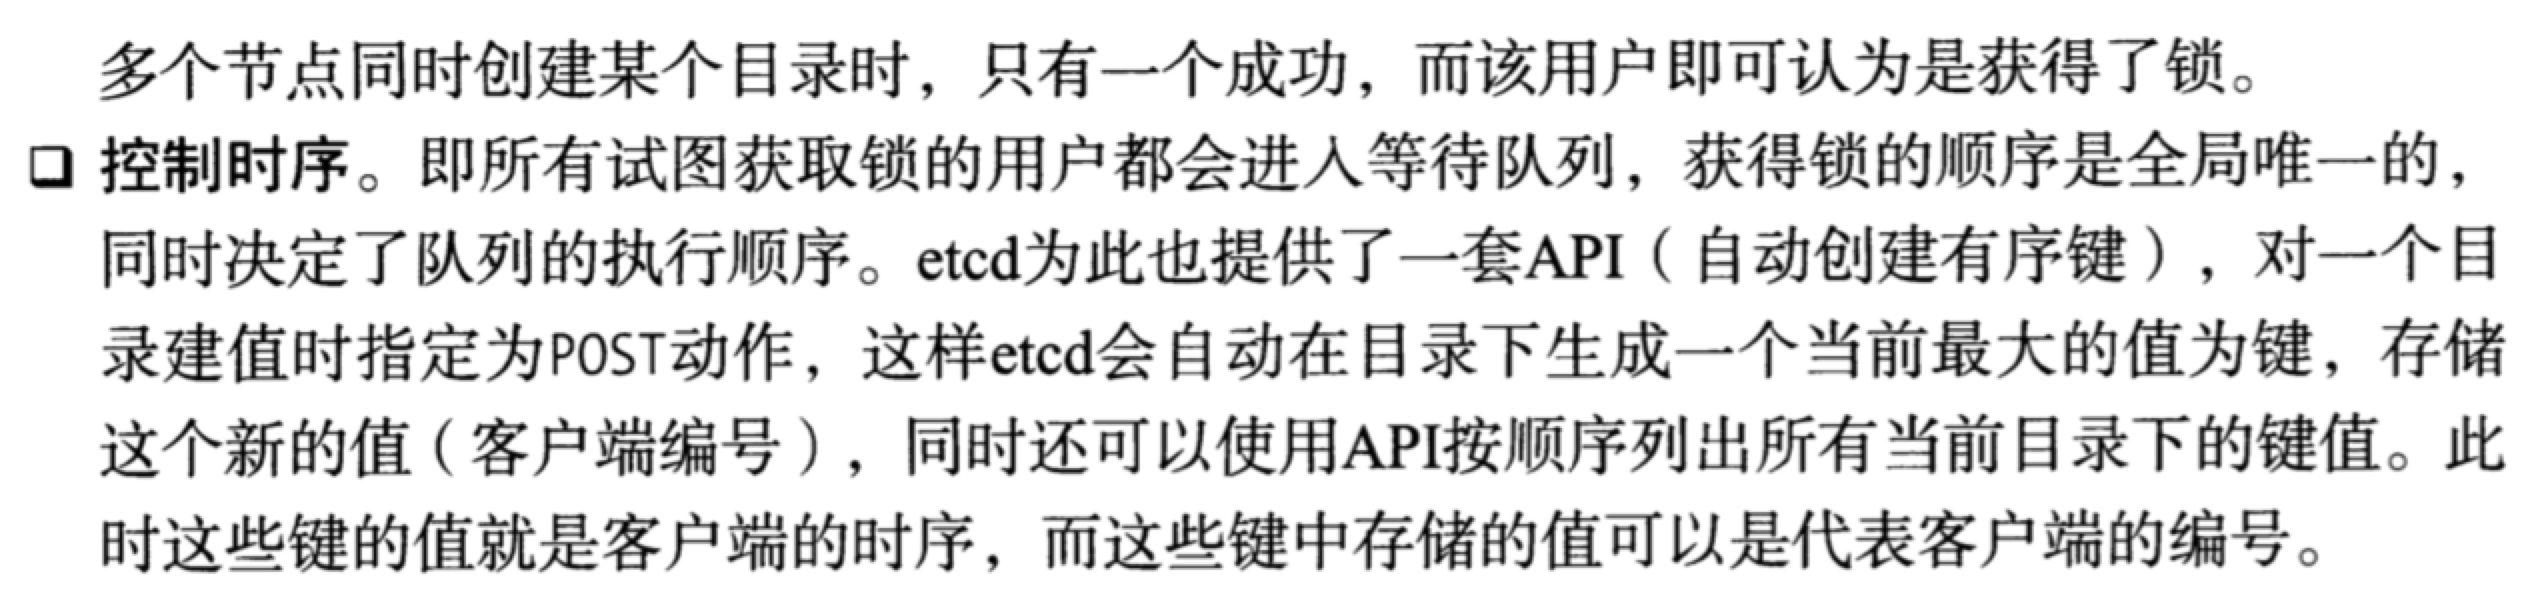 多个节点同时创建某个目录时，只有一个成功，而该用户即可认为是获得了锁。
❑ 控制时序。即所有试图获取锁的用户都会进入等待队列，获得锁的顺序是全局唯一的，
同时决定了队列的执行顺序。etcd为此也提供了一套API（自动创建有序键），对一个目
录建值时指定为POST动作，这样etcd会自动在目录下生成一个当前最大的值为键，存储
这个新的值（客户端编号），同时还可以使用API按顺序列出所有当前目录下的键值。此
时这些键的值就是客户端的时序，而这些键中存储的值可以是代表客户端的编号。